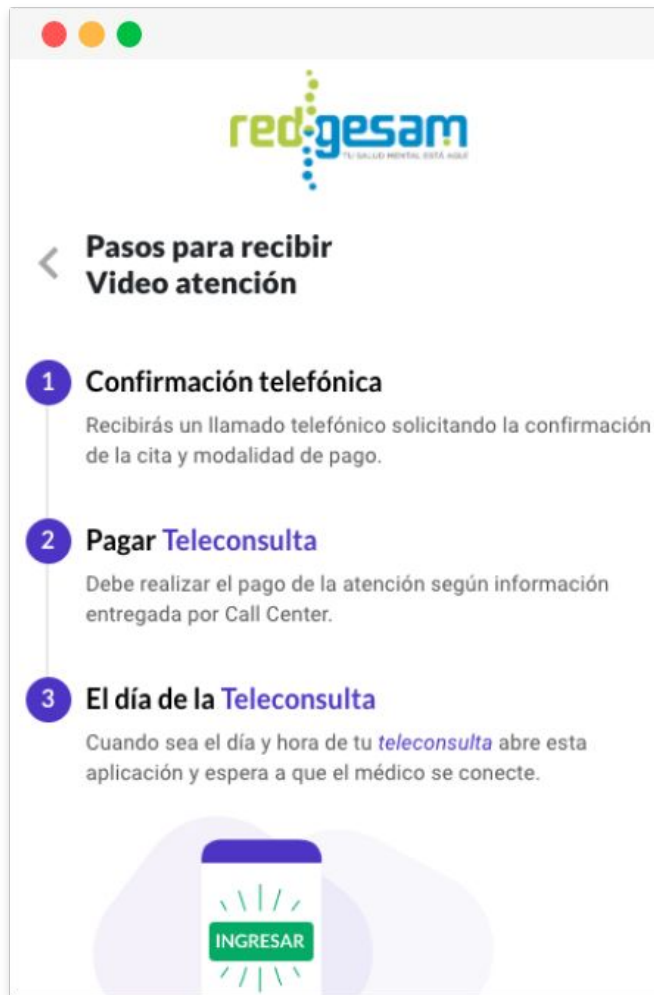 red gesam
TU SALUD MENTAL ESTÁ AQUÍ
Pasos para recibir
Video atención
1 Confirmación telefónica
Recibirás un llamado telefónico solicitando la confirmación
de la cita y modalidad de pago.
2 Pagar Teleconsulta
Debe realizar el pago de la atención según información
entregada por Call Center.
3 El día de la Teleconsulta
Cuando sea el día y hora de tu teleconsulta abre esta
aplicación y espera a que el médico se conecte.
INGRESAR